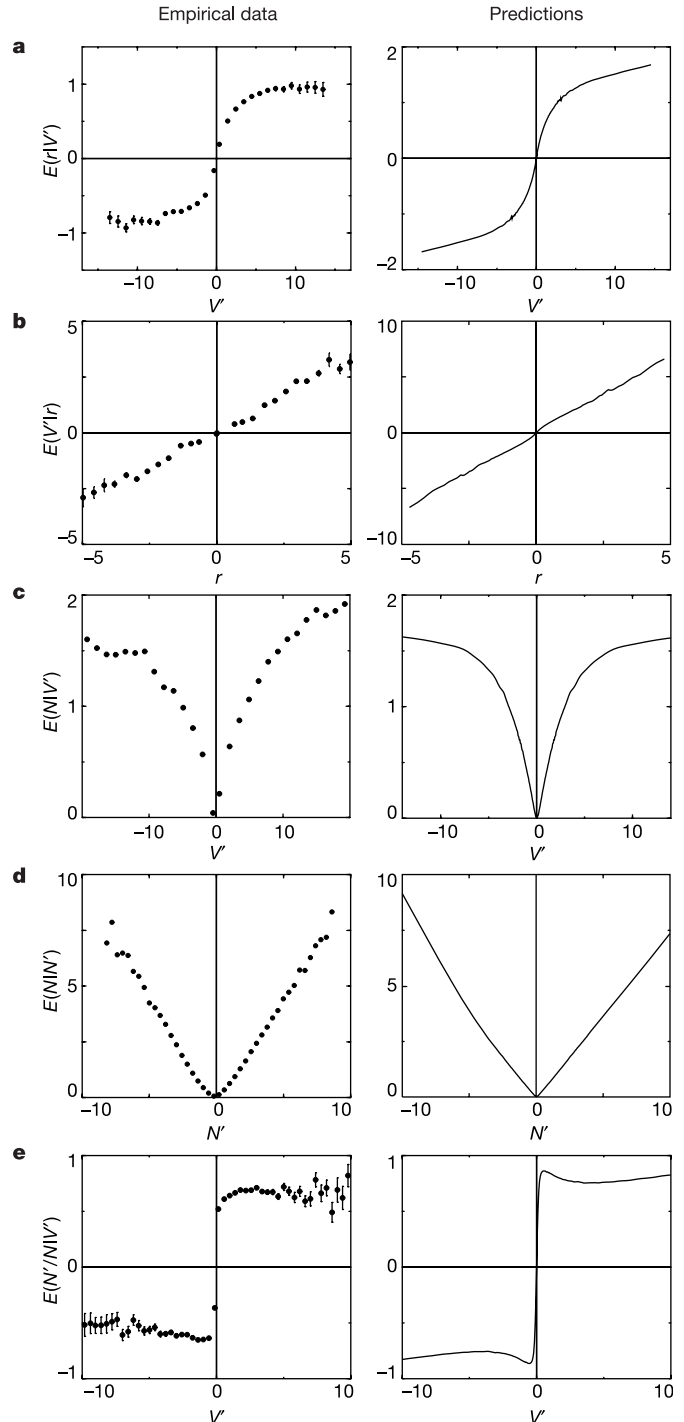 Empirical data
Predictions
a
E(r|V′)
1
0
−1
−10 0 10
V′
2
0
−2
−10 0 10
V′
b
E(V′|r)
5
0
−5
−5 0 5
r
10
0
−10
−5 0 5
r
c
E(N|V′)
2
1
0
−10 0 10
V′
2
1
0
−10 0 10
V′
d
E(N|N′)
10
5
0
−10 0 10
N′
10
5
0
−10 0 10
N′
e
E(N′/N|V′)
1
0
−1
−10 0 10
V′
1
0
−1
−10 0 10
V′